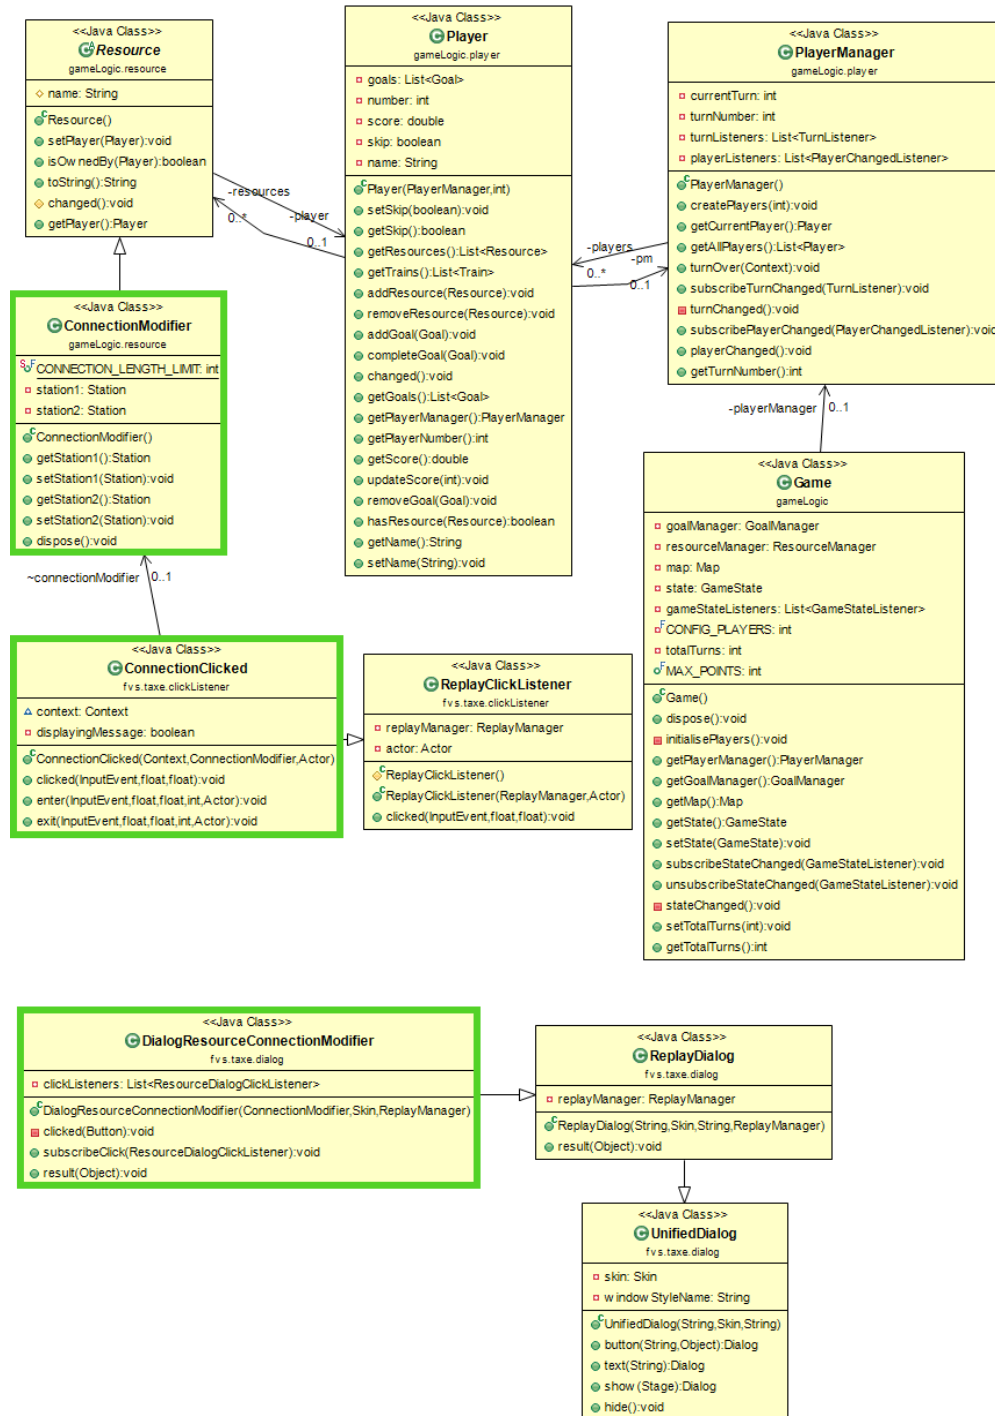 <<Java Class>>
Resource
gameLogic.resource
name: String
Resource()
setPlayer(Player):void
isOwnedBy(Player):boolean
toString():String
changed():void
getPlayer():Player
<<Java Class>>
Player
gameLogic.player
goals: List<Goal>
number: int
score: double
skip: boolean
name: String
Player(PlayerManager,int)
setSkip(boolean):void
getSkip():boolean
getResources():List<Resource>
getTrains():List<Train>
addResource(Resource):void
removeResource(Resource):void
addGoal(Goal):void
completeGoal(Goal):void
changed():void
getGoals():List<Goal>
getPlayerManager():PlayerManager
getPlayerNumber():int
getScore():double
updateScore(int):void
removeGoal(Goal):void
hasResource(Resource):boolean
getName():String
setName(String):void
<<Java Class>>
PlayerManager
gameLogic.player
currentTurn: int
turnNumber: int
turnListeners: List<TurnListener>
playerListeners: List<PlayerChangedListener>
PlayerManager()
createPlayers(int):void
getCurrentPlayer():Player
getAllPlayers():List<Player>
turnOver(Context):void
subscribeTurnChanged(TurnListener):void
turnChanged():void
subscribePlayerChanged(PlayerChangedListener):void
playerChanged():void
getTurnNumber():int
-resources
-player
0..*
0..1
-players
-pm
0..*
0..1
<<Java Class>>
ConnectionModifier
gameLogic.resource
CONNECTION_LENGTH_LIMIT: int
station1: Station
station2: Station
ConnectionModifier()
getStation1():Station
setStation1(Station):void
getStation2():Station
setStation2(Station):void
dispose():void
-playerManager
0..1
<<Java Class>>
Game
gameLogic
goalManager: GoalManager
resourceManager: ResourceManager
map: Map
state: GameState
gameStateListeners: List<GameStateListener>
CONFIG_PLAYERS: int
totalTurns: int
MAX_POINTS: int
Game()
dispose():void
initialisePlayers():void
getPlayerManager():PlayerManager
getGoalManager():GoalManager
getMap():Map
getState():GameState
setState(GameState):void
subscribeStateChanged(GameStateListener):void
unsubscribeStateChanged(GameStateListener):void
stateChanged():void
setTotalTurns(int):void
getTotalTurns():int
~connectionModifier
0..1
<<Java Class>>
ConnectionClicked
fvs.taxe.clickListener
context: Context
displayingMessage: boolean
ConnectionClicked(Context,ConnectionModifier,Actor)
clicked(InputEvent,float,float):void
enter(InputEvent,float,float,int,Actor):void
exit(InputEvent,float,float,int,Actor):void
<<Java Class>>
ReplayClickListener
fvs.taxe.clickListener
replayManager: ReplayManager
actor: Actor
ReplayClickListener()
ReplayClickListener(ReplayManager,Actor)
clicked(InputEvent,float,float):void
<<Java Class>>
DialogResourceConnectionModifier
fvs.taxe.dialog
clickListeners: List<ResourceDialogClickListener>
DialogResourceConnectionModifier(ConnectionModifier,Skin,ReplayManager)
clicked(Button):void
subscribeClick(ResourceDialogClickListener):void
result(Object):void
<<Java Class>>
ReplayDialog
fvs.taxe.dialog
replayManager: ReplayManager
ReplayDialog(String,Skin,String,ReplayManager)
result(Object):void
<<Java Class>>
UnifiedDialog
fvs.taxe.dialog
skin: Skin
windowStyleName: String
UnifiedDialog(String,Skin,String)
button(String,Object):Dialog
text(String):Dialog
show(Stage):Dialog
hide():void